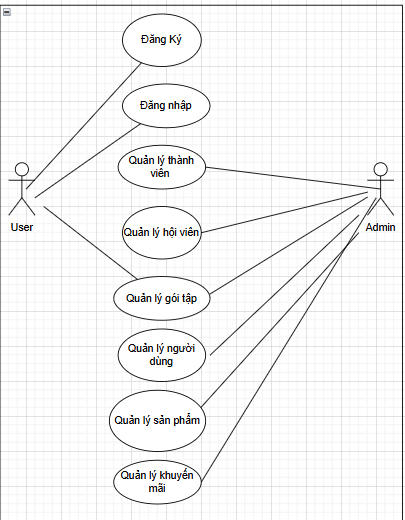 Đăng Ký
Đăng nhập
Quản lý thành
viên
User
Admin
Quản lý hội viên
Quản lý gói tập
Quản lý người
dùng
Quản lý sản phẩm
Quản lý khuyến
mãi